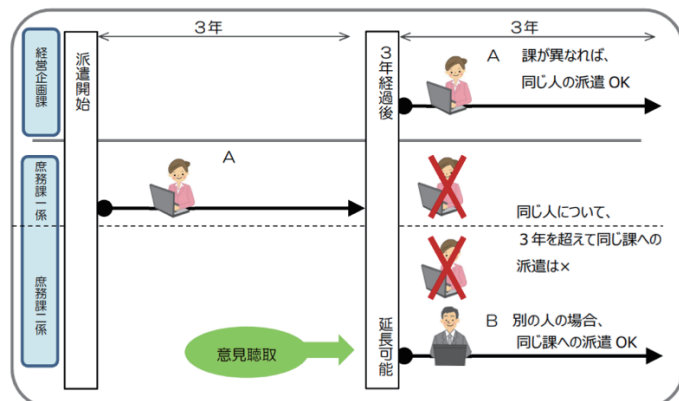 3年
3年
経営企画課
派遣開始
3年経過後
A 課が異なれば、
同じ人の派遣 OK
庶務課一係
A
同じ人について、
3年を超えて同じ課への
派遣は×
庶務課二係
意見聴取
延長可能
B 別の人の場合、
同じ課への派遣 OK